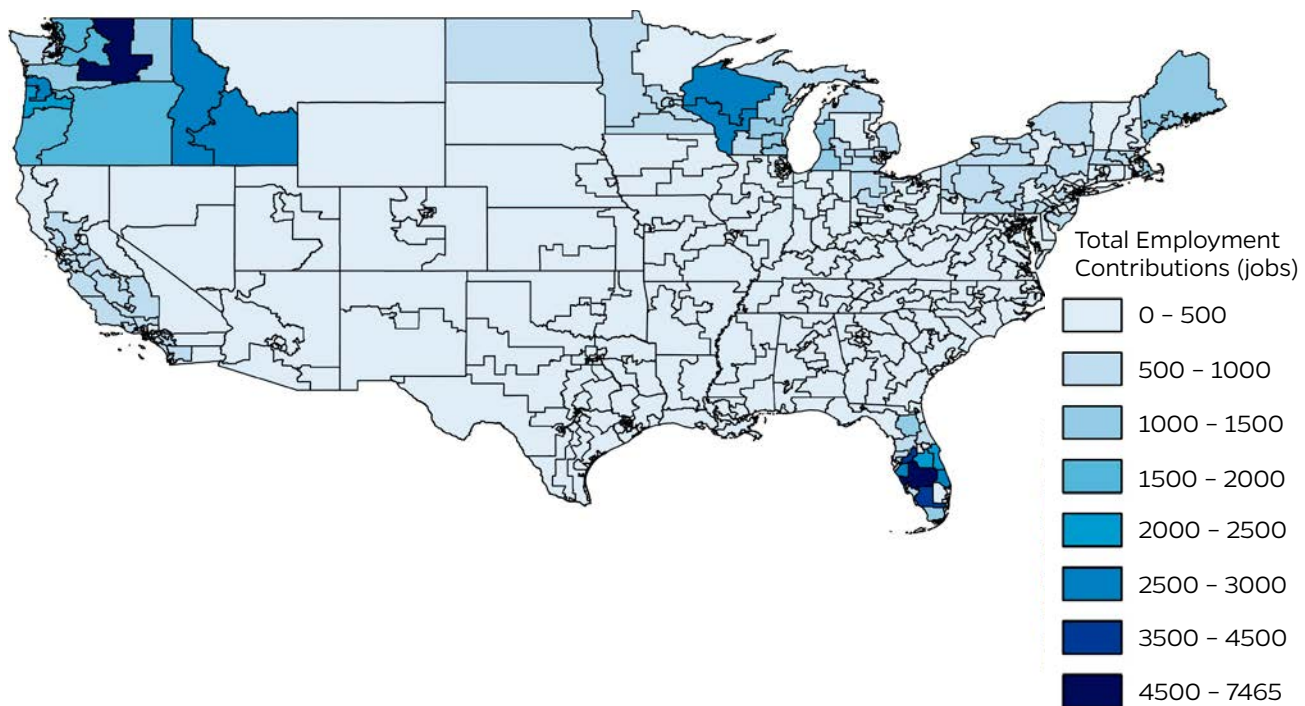 Total Employment
Contributions (jobs)
0 – 500
500 – 1000
1000 – 1500
1500 – 2000
2000 – 2500
2500 – 3000
3500 – 4500
4500 – 7465